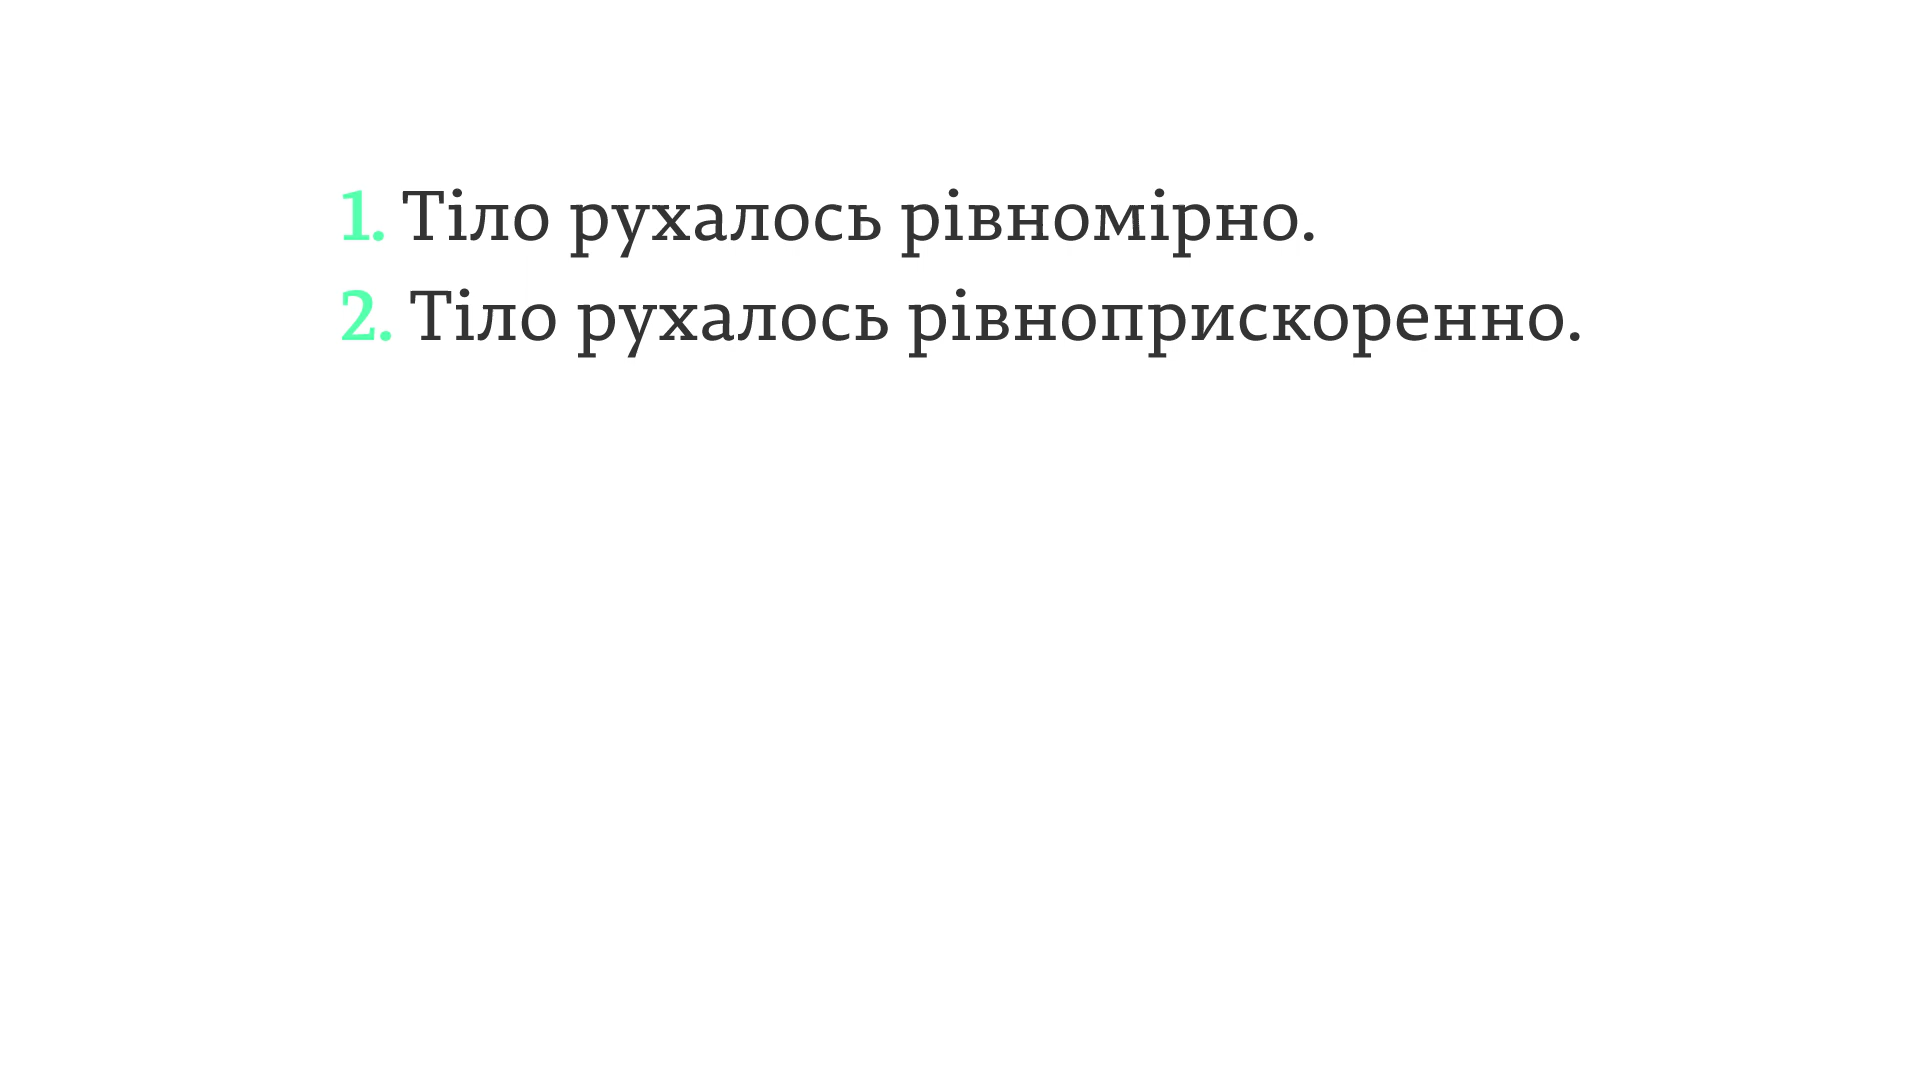 1. Тіло рухалось рівномірно.
2. Тіло рухалось рівноприскоренно.